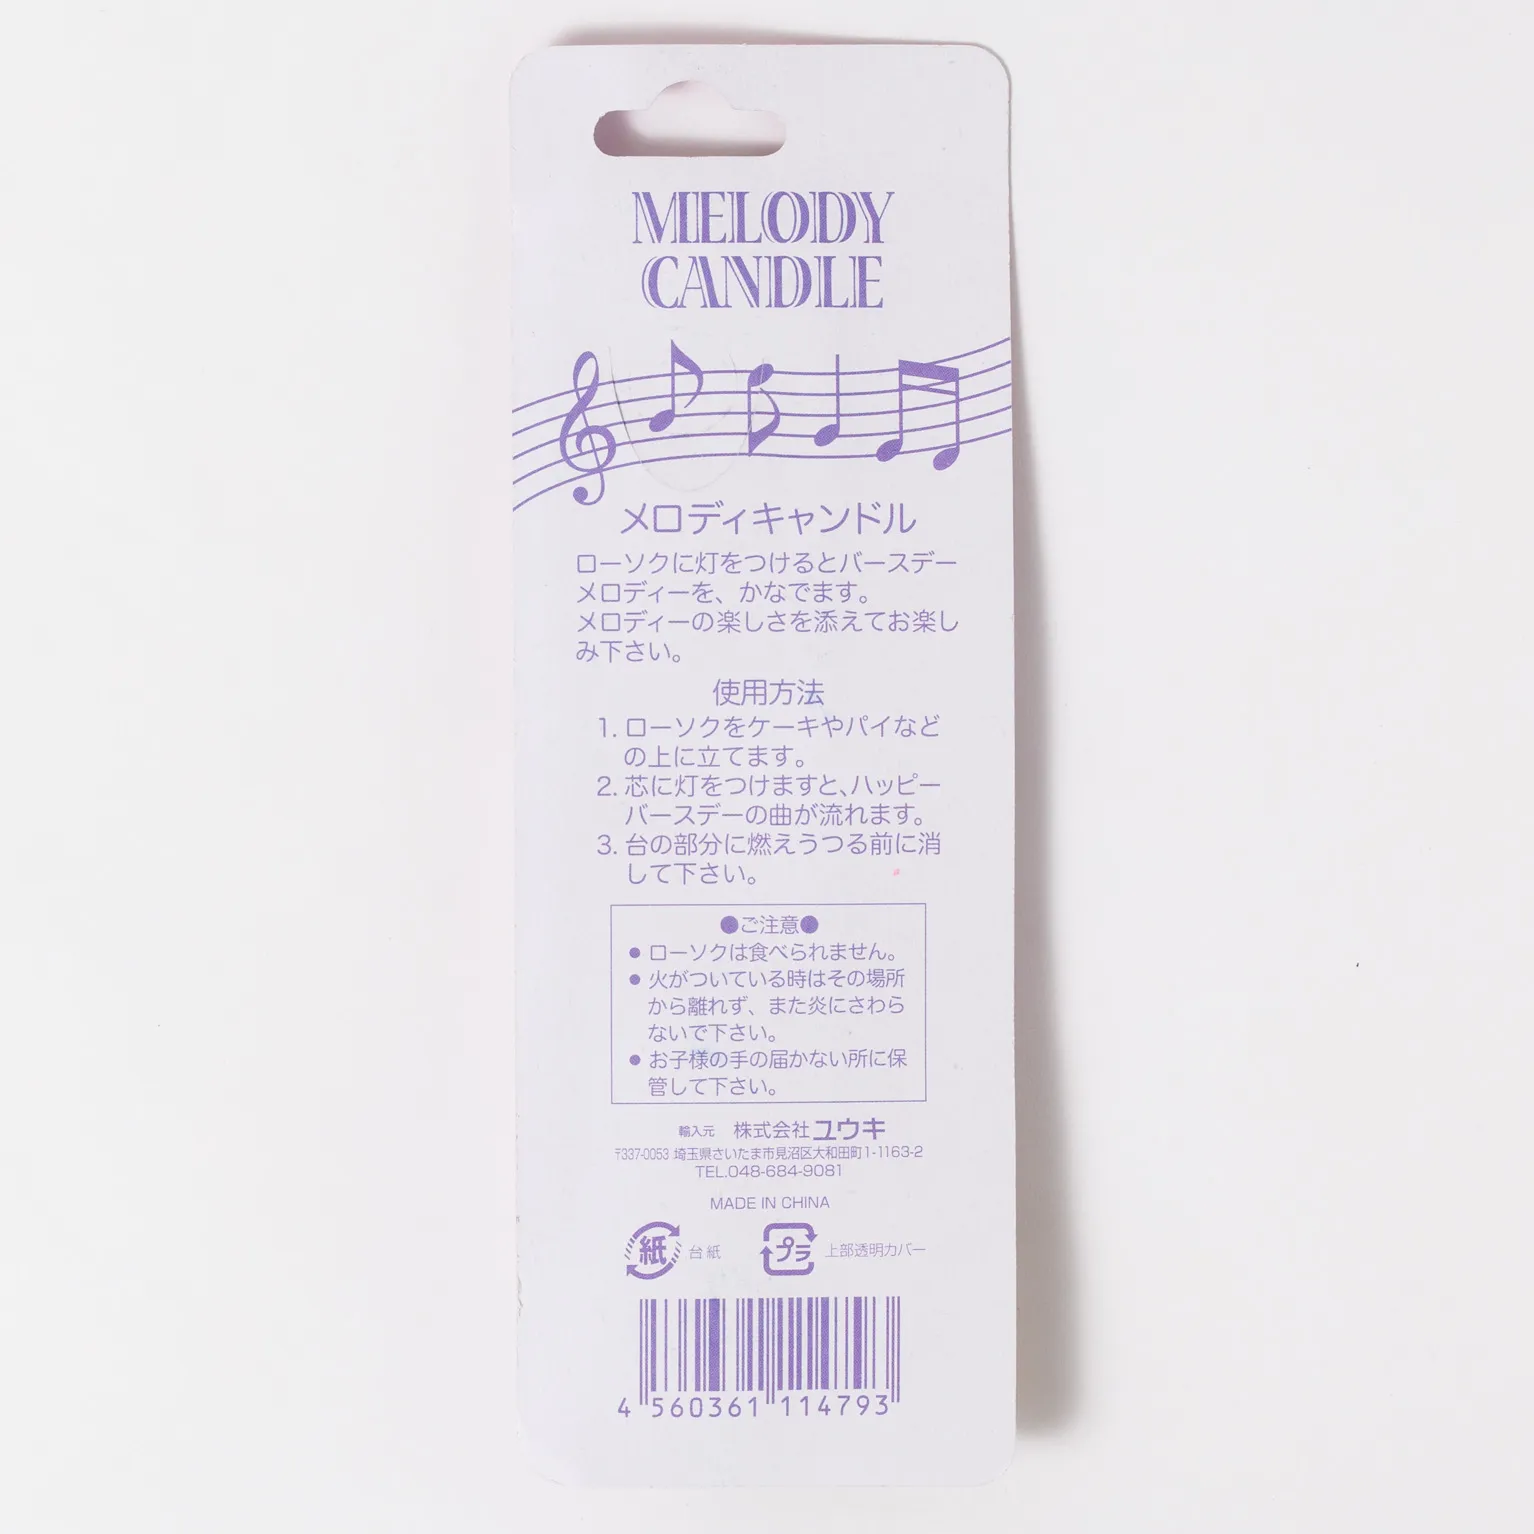 MELODY
CANDLE
メロディキャンドル
ローソクに灯をつけるとバースデー
メロディーを、かなでます。
メロディーの楽しさを添えてお楽し
み下さい。
使用方法
1. ローソクをケーキやパイなど
の上に立てます。
2. 芯に灯をつけますと、ハッピー
バースデーの曲が流れます。
3. 台の部分に燃えうつる前に消
して下さい。
●ご注意●
● ローソクは食べられません。
● 火がついている時はその場所
から離れず、また炎にさわら
ないで下さい。
● お子様の手の届かない所に保
管して下さい。
輸入元 株式会社ユウキ
〒337-0053 埼玉県さいたま市見沼区大和田町1-1163-2
TEL.048-684-9081
MADE IN CHINA
紙 台紙 プラ 上部透明カバー
4 560361 114793